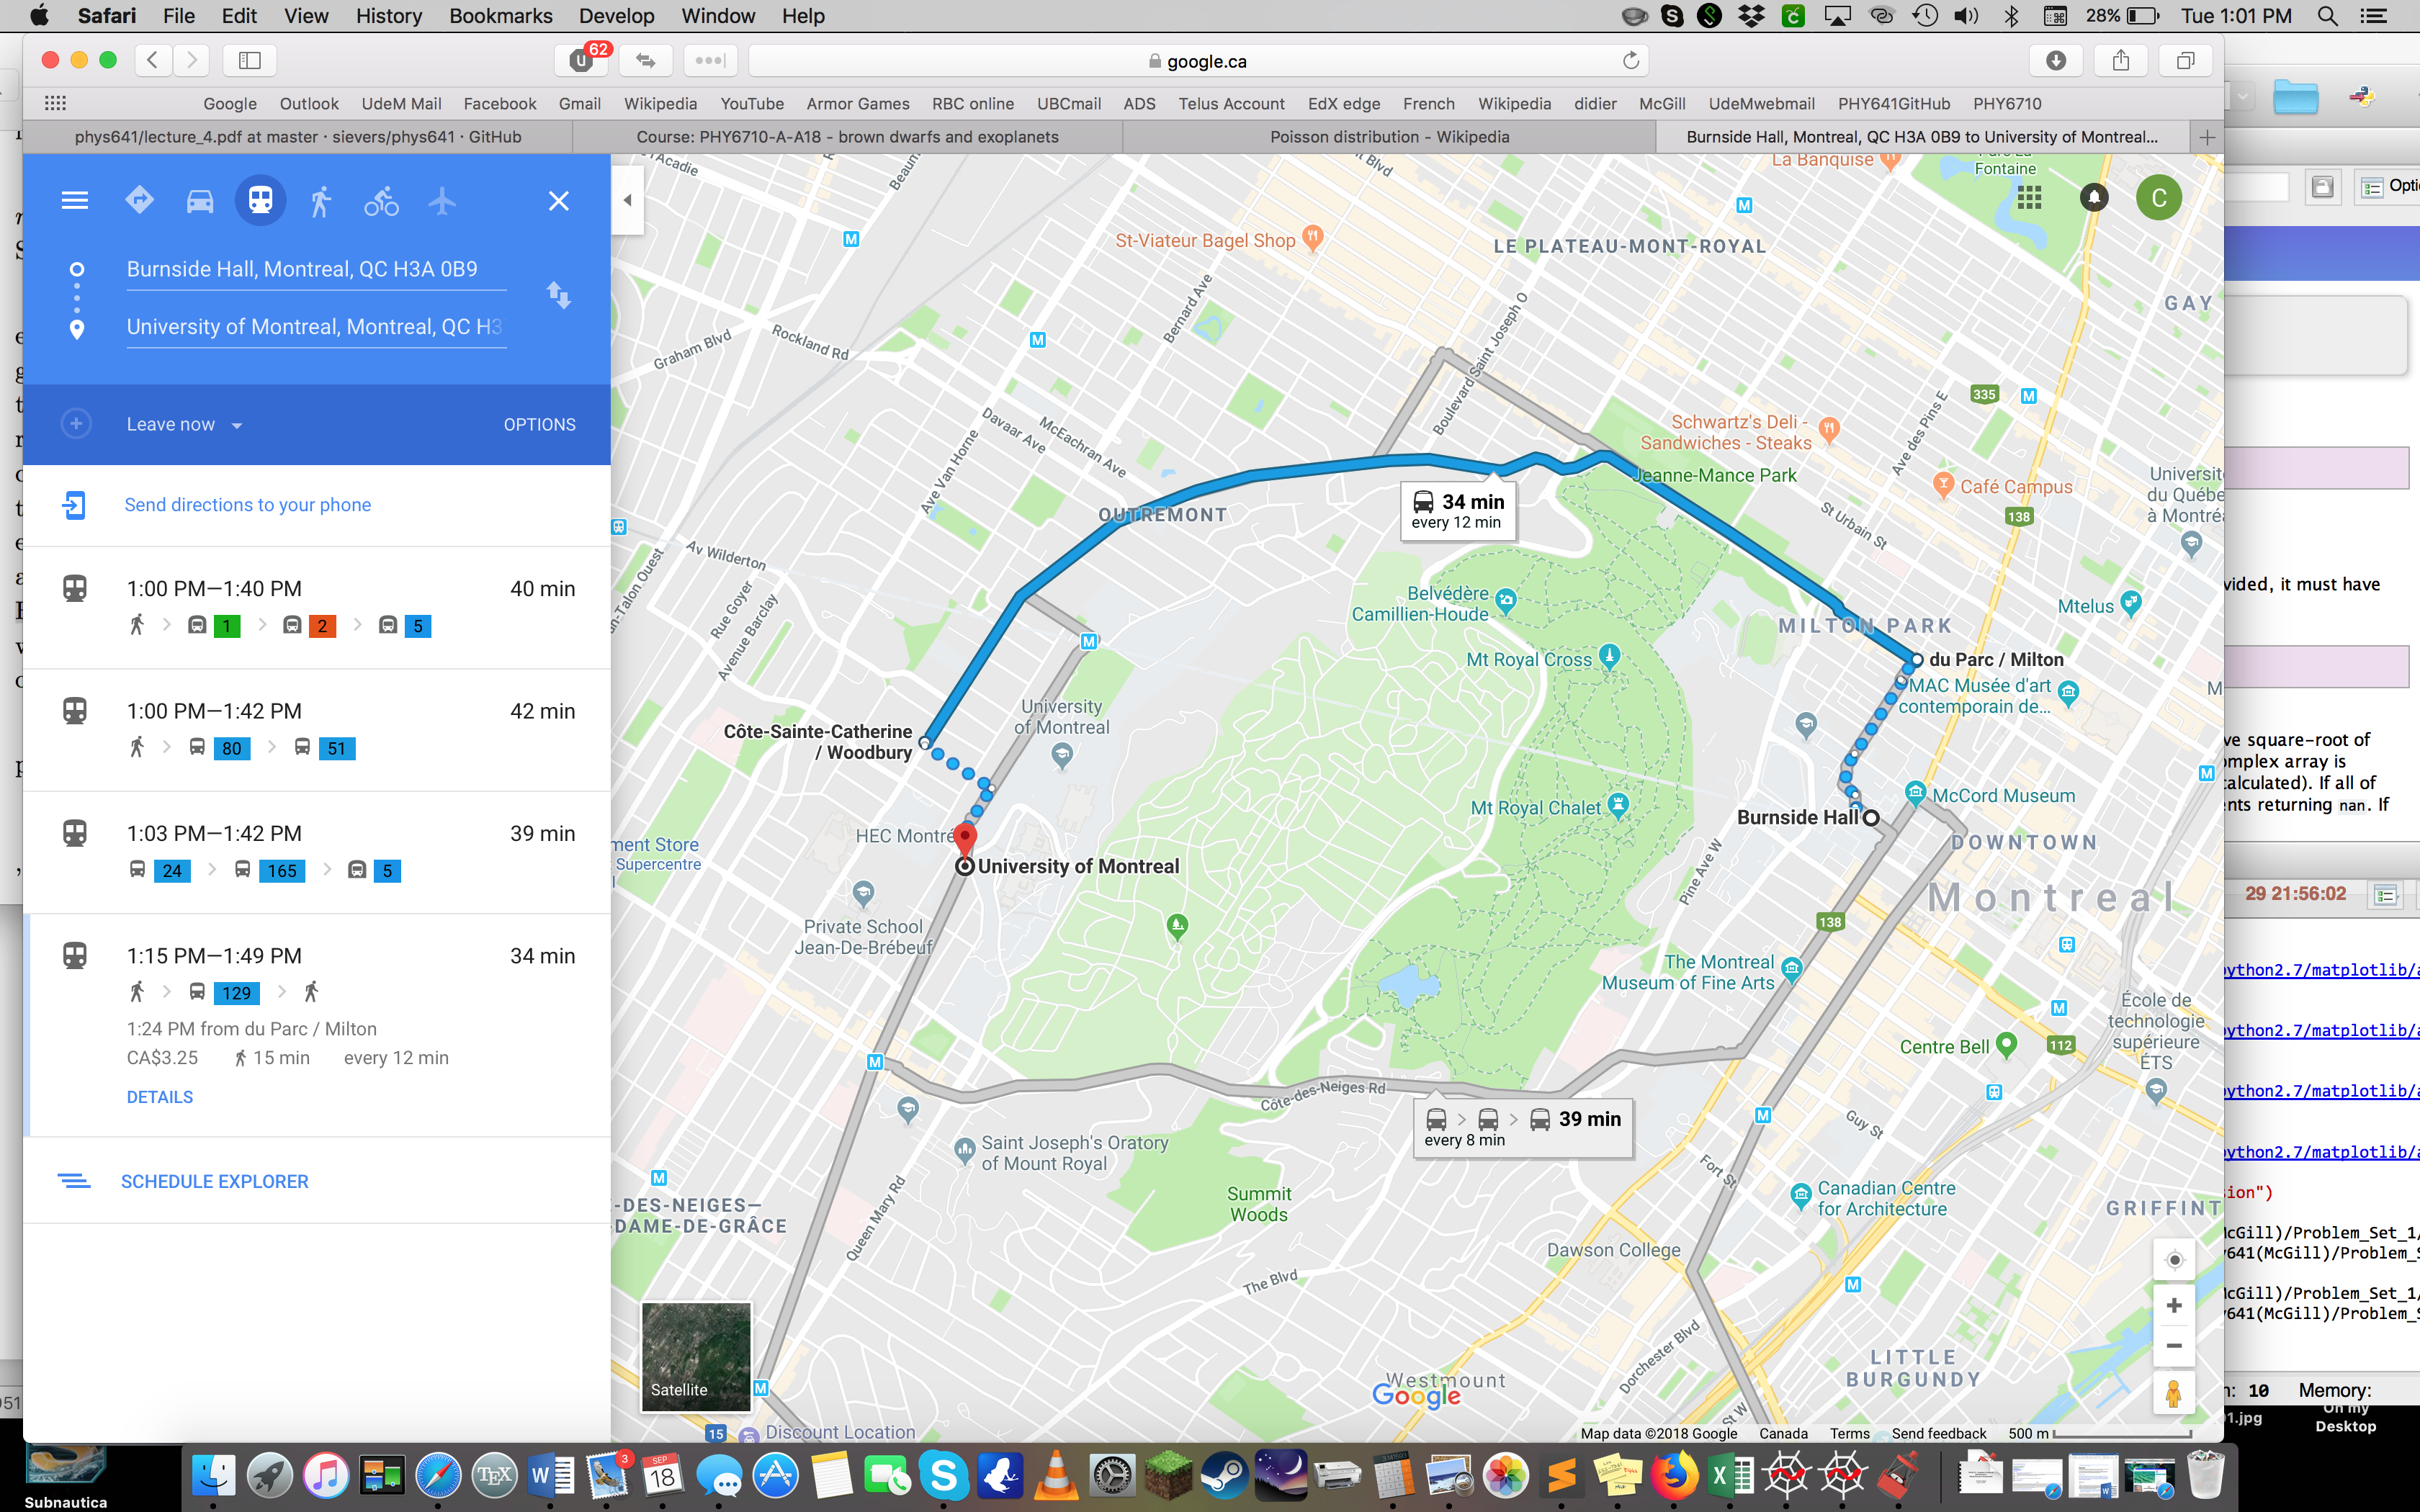 Safari File Edit View History Bookmarks Develop Window Help
28% Tue 1:01 PM
62
google.ca
Google Outlook UdeM Mail Facebook Gmail Wikipedia YouTube Armor Games RBC online UBCmail ADS Telus Account EdX edge French Wikipedia didier McGill UdeMwebmail PHY641GitHub PHY6710
phys641/lecture_4.pdf at master · sievers/phys641 · GitHub
Course: PHY6710-A-A18 - brown dwarfs and exoplanets
Poisson distribution - Wikipedia
Burnside Hall, Montreal, QC H3A 0B9 to University of Montreal...
Burnside Hall, Montreal, QC H3A 0B9
University of Montreal, Montreal, QC H3
Leave now
OPTIONS
Send directions to your phone
1:00 PM—1:40 PM 40 min
1 2 5
1:00 PM—1:42 PM 42 min
80 51
1:03 PM—1:42 PM 39 min
24 165 5
1:15 PM—1:49 PM 34 min
129
1:24 PM from du Parc / Milton
CA$3.25 15 min every 12 min
DETAILS
SCHEDULE EXPLORER
La Banquise
Fontaine
C
St-Viateur Bagel Shop
LE PLATEAU-MONT-ROYAL
GAY
Bernard Ave
Rockland Rd
Graham Blvd
Boulevard Saint Joseph O
335
Schwartz's Deli -
Sandwiches - Steaks
Ave des Pins E
Davaar Ave
McEachran Ave
Ave Van Horne
Jeanne-Mance Park
Café Campus
du Québe
à Montré
34 min
every 12 min
OUTREMONT
St Urbain St
138
Av Wilderton
Rue Goyer
Avenue Barclay
Belvédère
Camillien-Houde
Mtelus
MILTON PARK
Mt Royal Cross
du Parc / Milton
MAC Musée d'art
contemporain de...
University
of Montreal
Côte-Sainte-Catherine
/ Woodbury
Mt Royal Chalet
McCord Museum
Burnside Hall
HEC Montré
DOWNTOWN
ment Store
Supercentre
University of Montreal
Montreal
Pine Ave W
138
Private School
Jean-De-Brébeuf
The Montreal
Museum of Fine Arts
École de
technologie
supérieure
ÉTS
Centre Bell
112
Côte-des-Neiges Rd
39 min
every 8 min
Guy St
Saint Joseph's Oratory
of Mount Royal
Fort St
Summit
Woods
Canadian Centre
for Architecture
-DES-NEIGES—
DAME-DE-GRÂCE
Queen Mary Rd
GRIFFINT
Dawson College
The Blvd
Dorchester Blvd
LITTLE
BURGUNDY
Satellite
Westmount
Google
St W
15
Discount Location
Map data ©2018 Google Canada Terms Send feedback 500 m
Opti
vided, it must have
ve square-root of
omplex array is
calculated). If all of
nts returning nan. If
29 21:56:02
python2.7/matplotlib/a
python2.7/matplotlib/a
python2.7/matplotlib/a
python2.7/matplotlib/a
sion")
McGill)/Problem_Set_1/
641(McGill)/Problem_S
McGill)/Problem_Set_1/
641(McGill)/Problem_S
10 Memory:
1.jpg
On my
Desktop
Subnautica
TEX
3
SEP
18